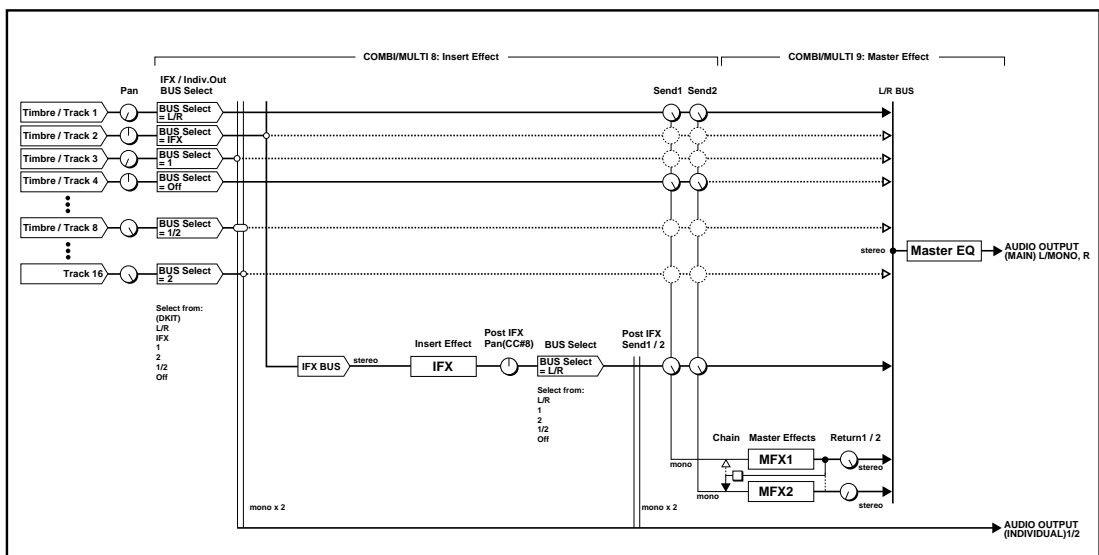 COMBI/MULTI 8: Insert Effect
COMBI/MULTI 9: Master Effect
IFX / Indiv.Out
BUS Select
Pan
Send1 Send2
L/R BUS
Timbre / Track 1
BUS Select
= L/R
Timbre / Track 2
BUS Select
= IFX
Timbre / Track 3
BUS Select
= 1
Timbre / Track 4
BUS Select
= Off
Timbre / Track 8
BUS Select
= 1/2
Track 16
BUS Select
= 2
stereo
Master EQ
AUDIO OUTPUT
(MAIN) L/MONO, R
Select from:
(DKIT)
L/R
IFX
1
2
1/2
Off
IFX BUS
stereo
Insert Effect
IFX
Post IFX
Pan(CC#8)
BUS Select
BUS Select
= L/R
Post IFX
Send1 / 2
Select from:
L/R
1
2
1/2
Off
Chain
Master Effects
Return1 / 2
mono
MFX1
stereo
mono
MFX2
stereo
mono x 2
mono x 2
AUDIO OUTPUT
(INDIVIDUAL)1/2